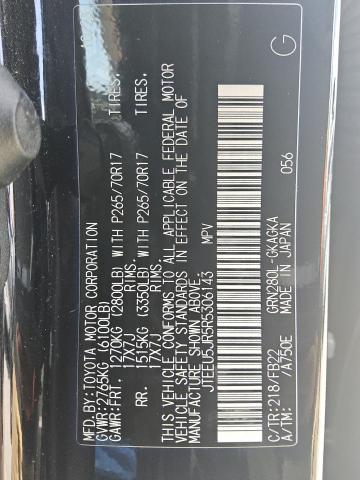 MFD. BY: TOYOTA MOTOR CORPORATION
GVWR: 2765KG (6100LB)
GAWR: FRT. 1270KG (2800LB) WITH P265/70R17 TIRES,
17X7J RIMS.
RR. 1515KG (3350LB) WITH P265/70R17 TIRES,
17X7J RIMS.
THIS VEHICLE CONFORMS TO ALL APPLICABLE FEDERAL MOTOR
VEHICLE SAFETY STANDARDS IN EFFECT ON THE DATE OF
MANUFACTURE SHOWN ABOVE.
JTEEU5JR5R5306143 MPV
C/TR: 218/FB22 GRN280L-GKAGKA
A/TM: /A750E MADE IN JAPAN
056
G